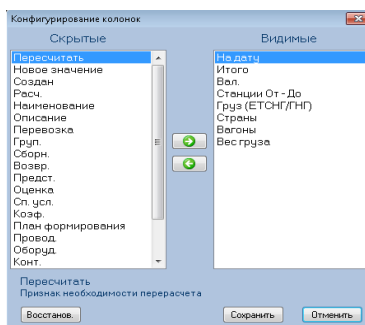 Конфигурирование колонок
Скрытые
Видимые
Пересчитать
Новое значение
Создан
Расч.
Наименование
Описание
Перевозка
Груп.
Сборн.
Возвр.
Предст.
Оценка
Сп. усл.
Коэф.
План формирования
Провод.
Оборуд.
Конт.
На дату
Итого
Вал.
Станции От - До
Груз (ЕТСНГ/ГНГ)
Страны
Вагоны
Вес груза
Пересчитать
Признак необходимости перерасчета
Восстанов.
Сохранить
Отменить